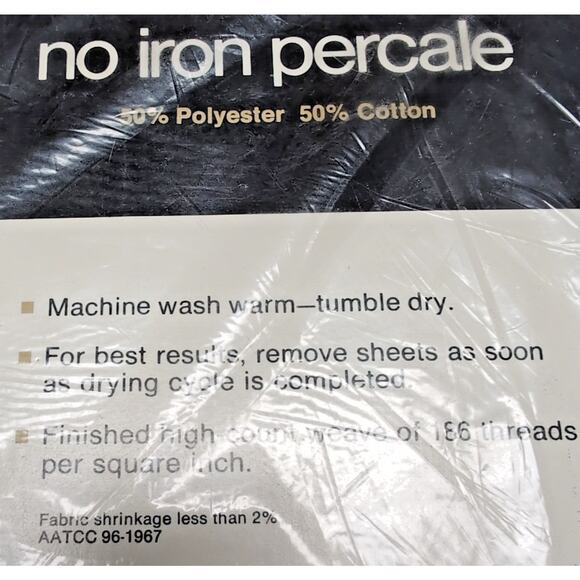 no iron percale
50% Polyester 50% Cotton
Machine wash warm—tumble dry.
For best results, remove sheets as soon
as drying cycle is completed.
Finished high-count weave of 186 threads
per square inch.
Fabric shrinkage less than 2%
AATCC 96-1967